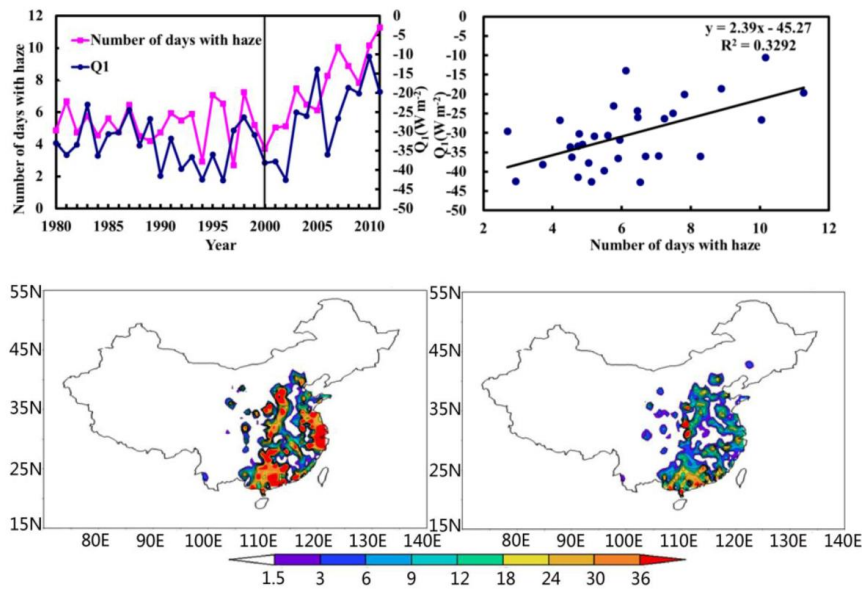 Number of days with haze
12
10
8
6
4
2
0
Number of days with haze
Q1
0
-5
-10
-15
-20
-25
-30
-35
-40
-45
-50
Q₁(W m⁻²)
1980 1985 1990 1995 2000 2005 2010
Year
Q₁(W m⁻²)
0
-5
-10
-15
-20
-25
-30
-35
-40
-45
-50
y = 2.39x - 45.27
R² = 0.3292
2 4 6 8 10 12
Number of days with haze
55N
45N
35N
25N
15N
80E 90E 100E 110E 120E 130E 140E
55N
45N
35N
25N
15N
80E 90E 100E 110E 120E 130E 140E
1.5 3 6 9 12 18 24 30 36